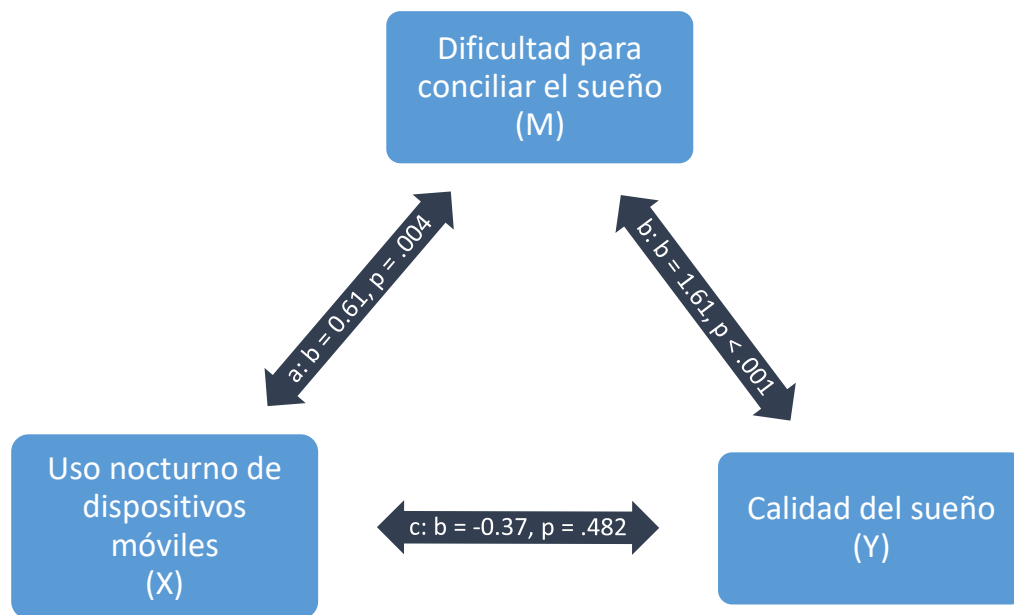 Dificultad para
conciliar el sueño
(M)
a: b = 0.61, p = .004
b: b = 1.61, p < .001
Uso nocturno de
dispositivos
móviles
(X)
c: b = -0.37, p = .482
Calidad del sueño
(Y)